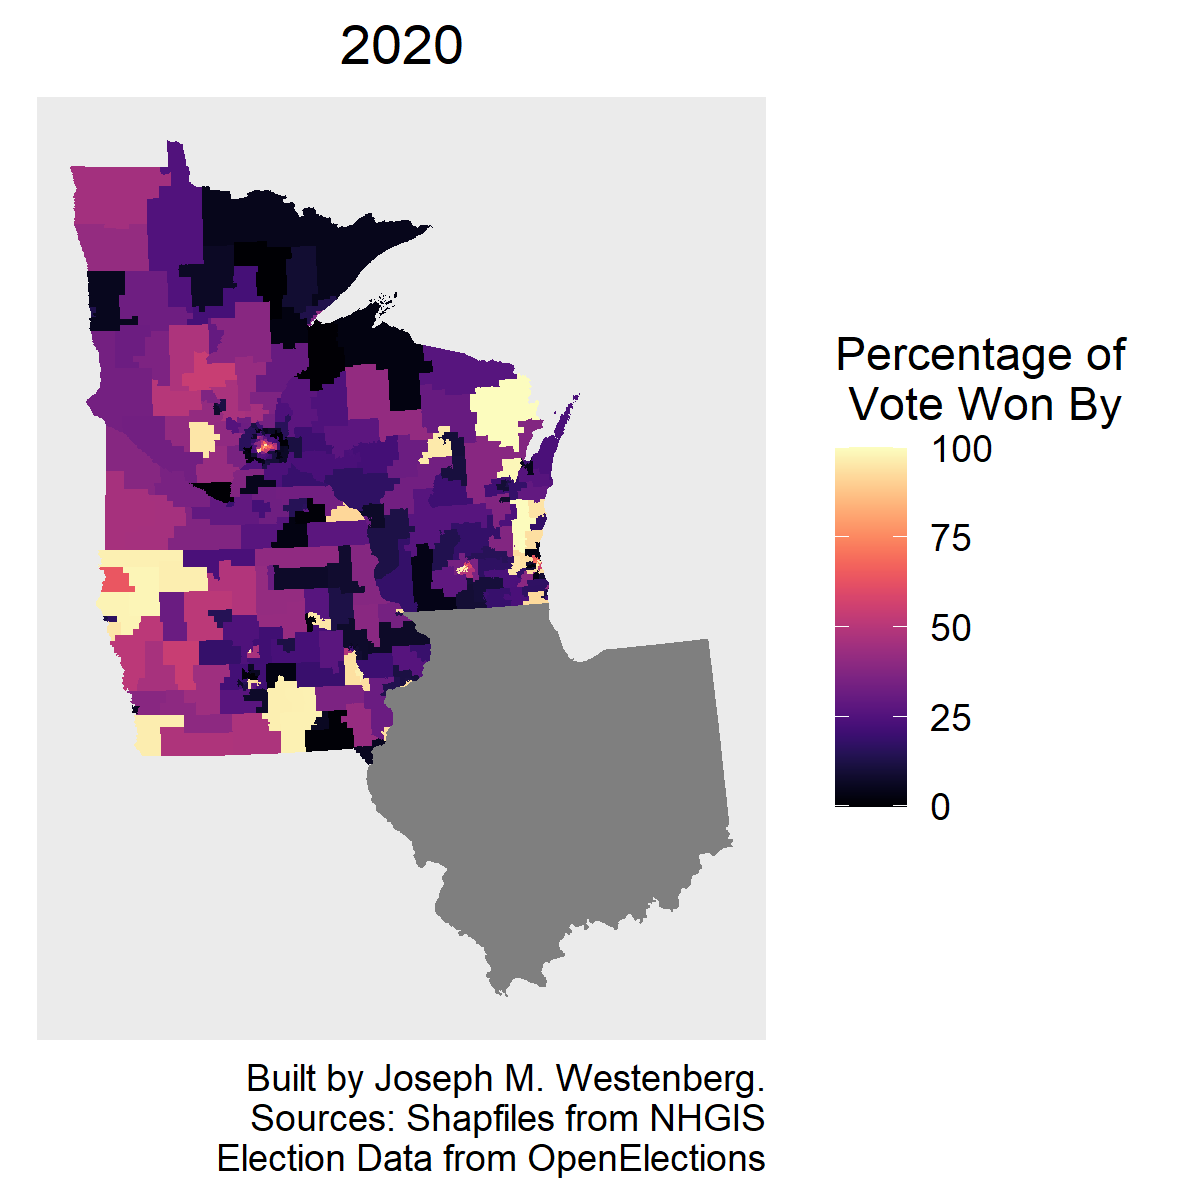 2020
Percentage of
Vote Won By
100
75
50
25
0
Built by Joseph M. Westenberg.
Sources: Shapfiles from NHGIS
Election Data from OpenElections